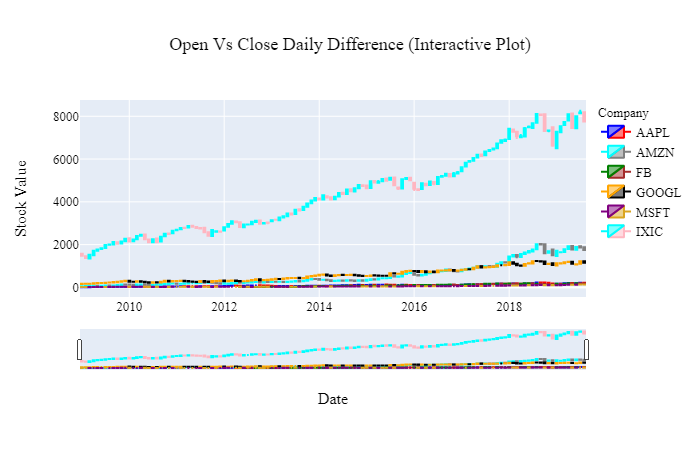 Open Vs Close Daily Difference (Interactive Plot)
Company
AAPL
AMZN
FB
GOOGL
MSFT
IXIC
Stock Value
8000
6000
4000
2000
0
2010 2012 2014 2016 2018
Date